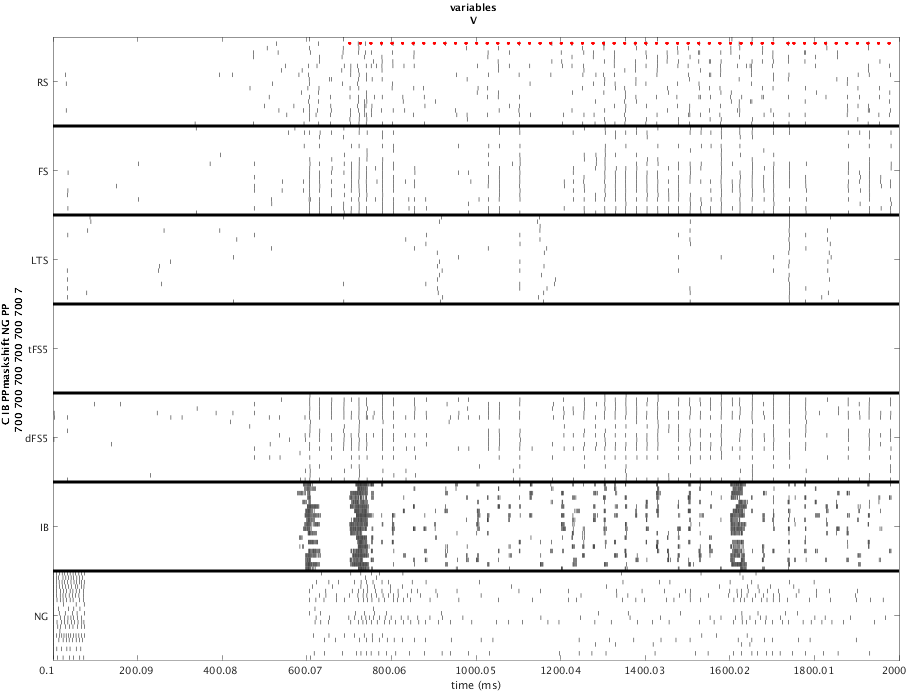 variables
V
C IB PPmaskshift NG PP
700 700 700 700 700 700 7
RS
FS
LTS
tFS5
dFS5
IB
NG
0.1 200.09 400.08 600.07 800.06 1000.05 1200.04 1400.03 1600.02 1800.01 2000
time (ms)